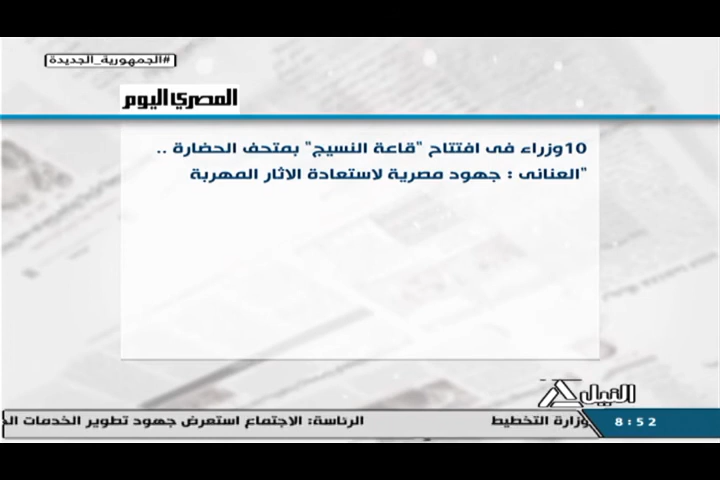 #الجمهورية_الجديدة
المصري اليوم
10وزراء فى افتتاح "قاعة النسيج" بمتحف الحضارة ..
"العنانى : جهود مصرية لاستعادة الاثار المهربة
النيل
وزارة التخطيط الرئاسة: الاجتماع استعرض جهود تطوير الخدمات
8:52